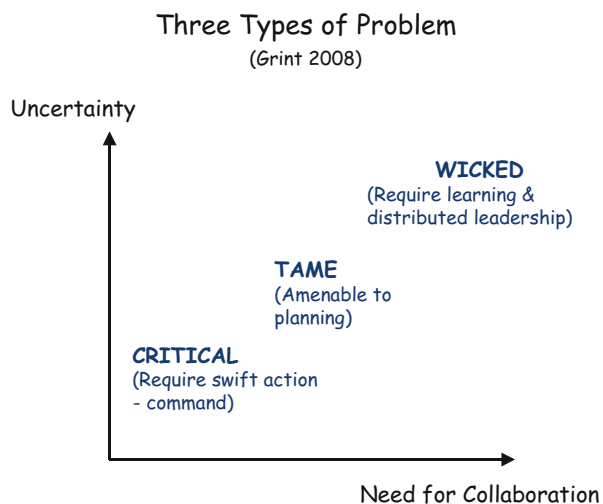 Three Types of Problem
(Grint 2008)
Uncertainty
WICKED
(Require learning &
distributed leadership)
TAME
(Amenable to
planning)
CRITICAL
(Require swift action
- command)
Need for Collaboration